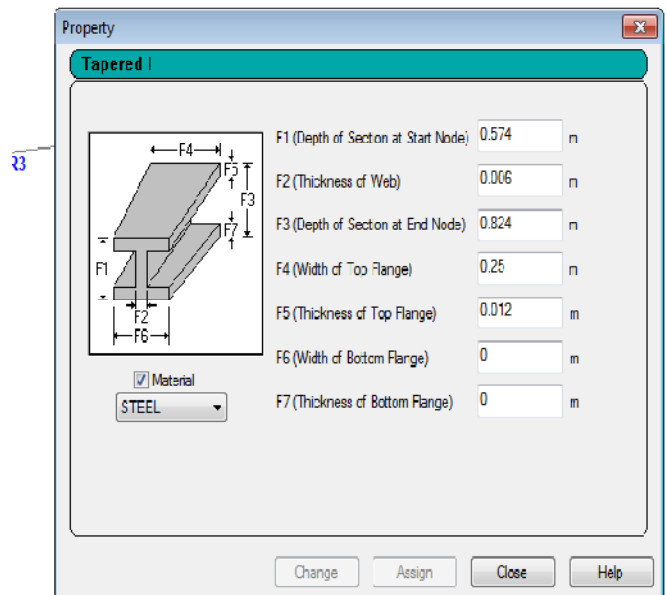 Property
Tapered I
R3
F4
F5
F3
F7
F1
F2
F6
Material
STEEL
F1 (Depth of Section at Start Node) 0.574 m
F2 (Thickness of Web) 0.006 m
F3 (Depth of Section at End Node) 0.824 m
F4 (Width of Top Flange) 0.25 m
F5 (Thickness of Top Flange) 0.012 m
F6 (Width of Bottom Flange) 0 m
F7 (Thickness of Bottom Flange) 0 m
Change Assign Close Help